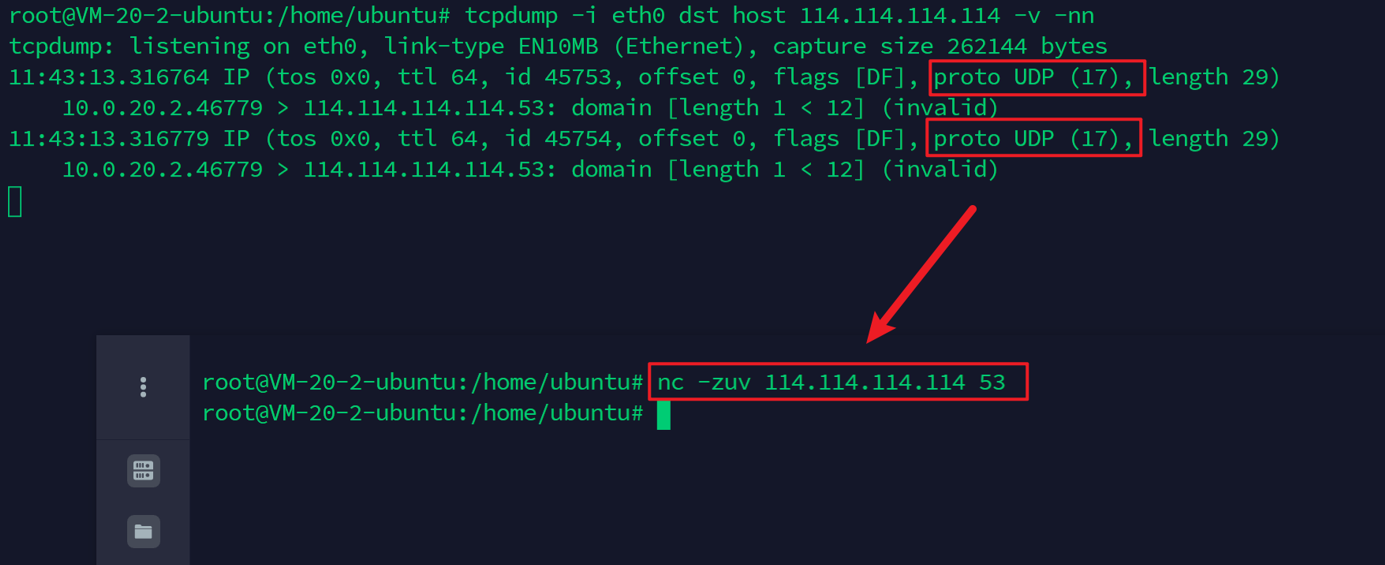 root@VM-20-2-ubuntu:/home/ubuntu# tcpdump -i eth0 dst host 114.114.114.114 -v -nn
tcpdump: listening on eth0, link-type EN10MB (Ethernet), capture size 262144 bytes
11:43:13.316764 IP (tos 0x0, ttl 64, id 45753, offset 0, flags [DF], proto UDP (17), length 29)
    10.0.20.2.46779 > 114.114.114.114.53: domain [length 1 < 12] (invalid)
11:43:13.316779 IP (tos 0x0, ttl 64, id 45754, offset 0, flags [DF], proto UDP (17), length 29)
    10.0.20.2.46779 > 114.114.114.114.53: domain [length 1 < 12] (invalid)
root@VM-20-2-ubuntu:/home/ubuntu# nc -zuv 114.114.114.114 53
root@VM-20-2-ubuntu:/home/ubuntu#